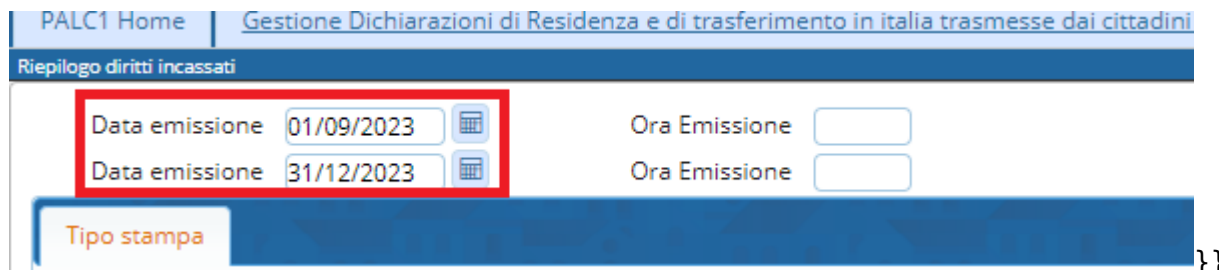 PALC1 Home Gestione Dichiarazioni di Residenza e di trasferimento in italia trasmesse dai cittadini
Riepilogo diritti incassati
Data emissione 01/09/2023 Ora Emissione
Data emissione 31/12/2023 Ora Emissione
Tipo stampa
}}